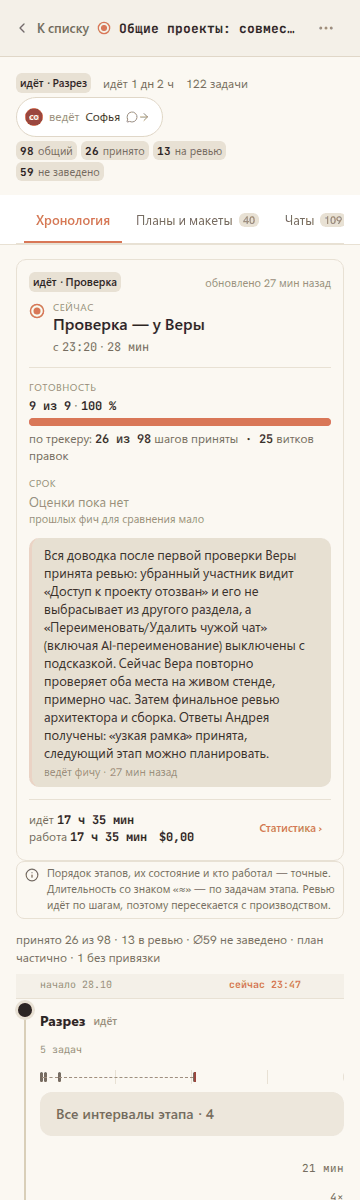 К списку Общие проекты: совмес… ···
идёт · Разрез идёт 1 дн 2 ч 122 задачи
со ведёт Софья
98 общий 26 принято 13 на ревью
59 не заведено
Хронология Планы и макеты 40 Чаты 109
идёт · Проверка обновлено 27 мин назад
СЕЙЧАС
Проверка — у Веры
с 23:20 · 28 мин
ГОТОВНОСТЬ
9 из 9 · 100 %
по трекеру: 26 из 98 шагов приняты · 25 витков
правок
СРОК
Оценки пока нет
прошлых фич для сравнения мало
Вся доводка после первой проверки Веры
принята ревью: убранный участник видит
«Доступ к проекту отозван» и его не
выбрасывает из другого раздела, а
«Переименовать/Удалить чужой чат»
(включая AI-переименование) выключены с
подсказкой. Сейчас Вера повторно
проверяет оба места на живом стенде,
примерно час. Затем финальное ревью
архитектора и сборка. Ответы Андрея
получены: «узкая рамка» принята,
следующий этап можно планировать.
ведёт фичу · 27 мин назад
идёт 17 ч 35 мин
работа 17 ч 35 мин $0,00
Статистика ›
Порядок этапов, их состояние и кто работал — точные.
Длительность со знаком «≈» — по задачам этапа. Ревью
идёт по шагам, поэтому пересекается с производством.
принято 26 из 98 · 13 в ревью · ∅59 не заведено · план
частично · 1 без привязки
начало 28.10 сейчас 23:47
Разрез идёт
5 задач
Все интервалы этапа · 4
21 мин
4×